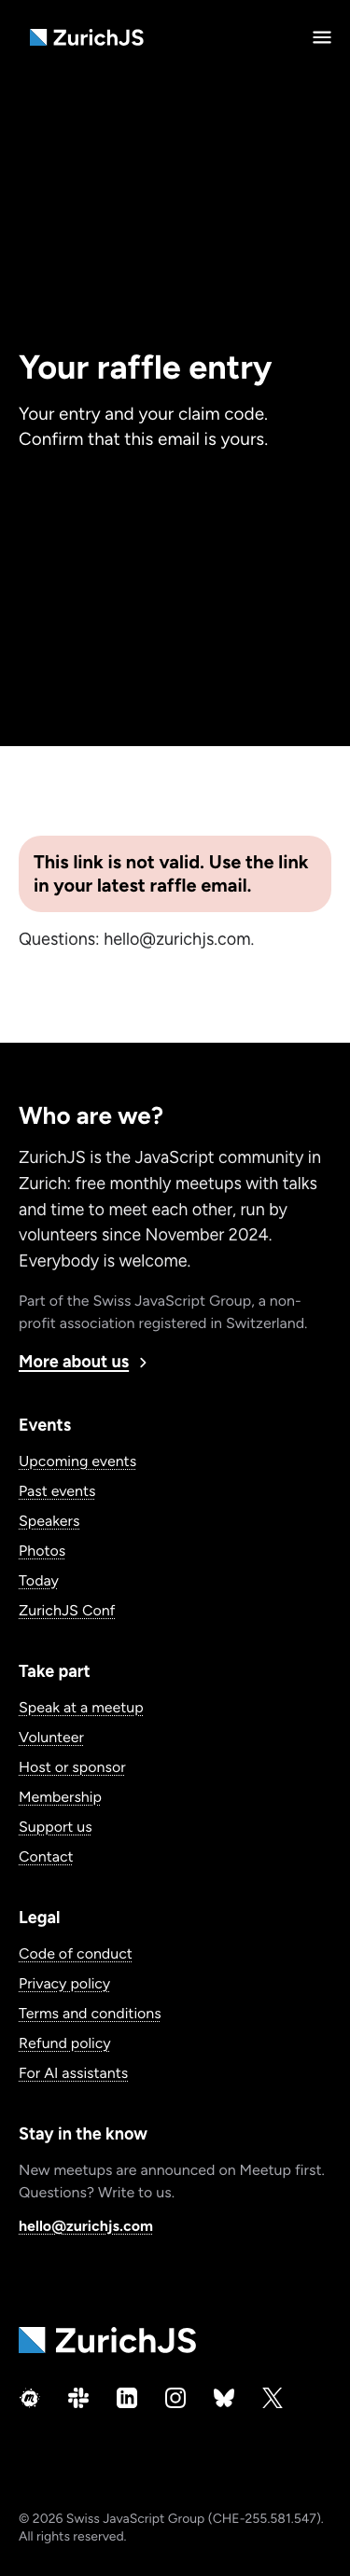 ZurichJS
Your raffle entry
Your entry and your claim code.
Confirm that this email is yours.
This link is not valid. Use the link
in your latest raffle email.
Questions: hello@zurichjs.com.
Who are we?
ZurichJS is the JavaScript community in
Zurich: free monthly meetups with talks
and time to meet each other, run by
volunteers since November 2024.
Everybody is welcome.
Part of the Swiss JavaScript Group, a non-
profit association registered in Switzerland.
More about us
Events
Upcoming events
Past events
Speakers
Photos
Today
ZurichJS Conf
Take part
Speak at a meetup
Volunteer
Host or sponsor
Membership
Support us
Contact
Legal
Code of conduct
Privacy policy
Terms and conditions
Refund policy
For AI assistants
Stay in the know
New meetups are announced on Meetup first.
Questions? Write to us.
hello@zurichjs.com
ZurichJS
© 2026 Swiss JavaScript Group (CHE-255.581.547).
All rights reserved.